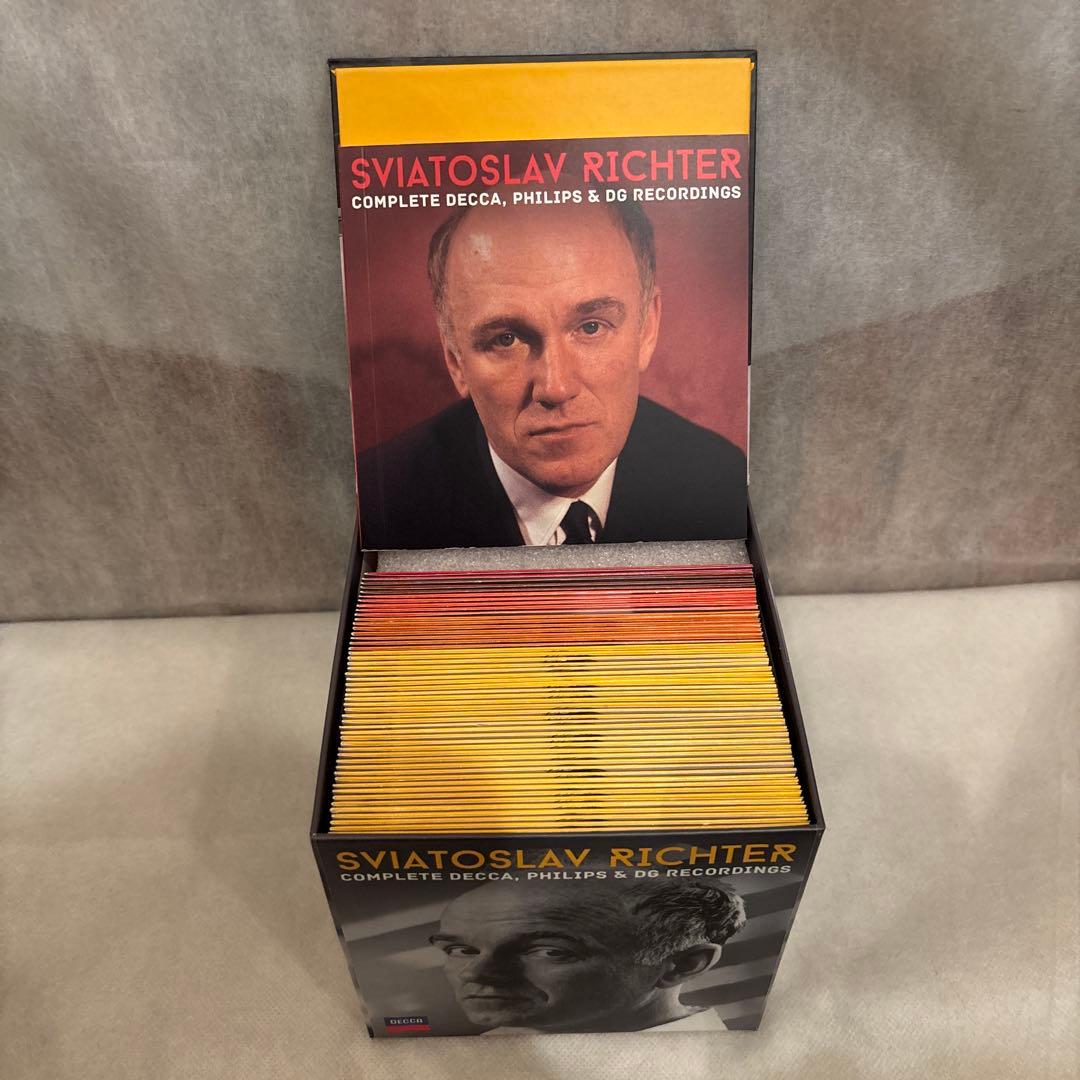 SVIATOSLAV RICHTER
COMPLETE DECCA, PHILIPS & DG RECORDINGS
SVIATOSLAV RICHTER
COMPLETE DECCA, PHILIPS & DG RECORDINGS
DECCA